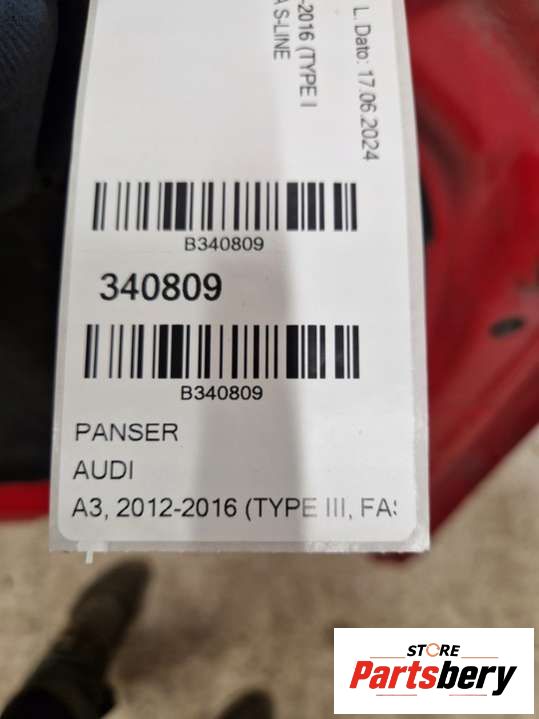 L. Dato: 17.06.2024
-2016 (TYPE I
A S-LINE
B340809
340809
B340809
PANSER
AUDI
A3, 2012-2016 (TYPE III, FAS
STORE
Partsbery